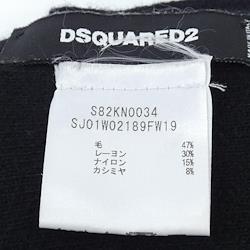 DSQUARED2
S82KN0034
SJ01W02189FW19
毛 47%
レーヨン 30%
ナイロン 15%
カシミヤ 8%